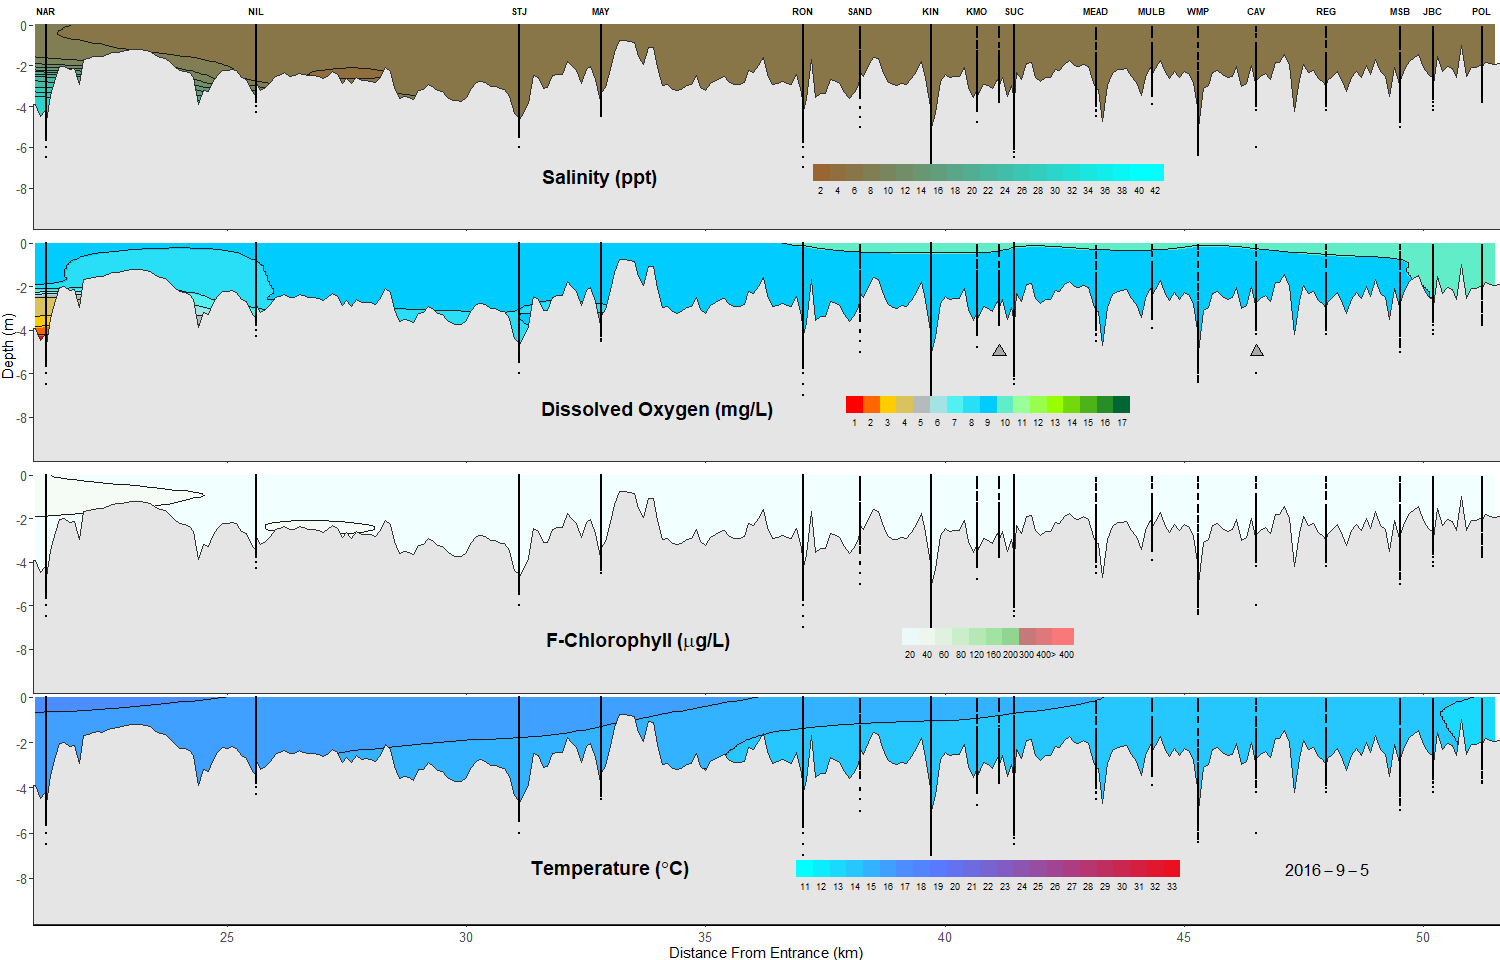 NAR NIL STJ MAY RON SAND KIN KMO SUC MEAD MULB WMP CAV REG MSB JBC POL
0
-2
-4
-6
-8
Salinity (ppt)
2 4 6 8 10 12 14 16 18 20 22 24 26 28 30 32 34 36 38 40 42
0
-2
-4
-6
-8
Dissolved Oxygen (mg/L)
1 2 3 4 5 6 7 8 9 10 11 12 13 14 15 16 17
Depth (m)
0
-2
-4
-6
-8
F-Chlorophyll (μg/L)
20 40 60 80 120 160 200 300 400 > 400
0
-2
-4
-6
-8
Temperature (°C)
11 12 13 14 15 16 17 18 19 20 21 22 23 24 25 26 27 28 29 30 31 32 33
2016 – 9 – 5
25 30 35 40 45 50
Distance From Entrance (km)